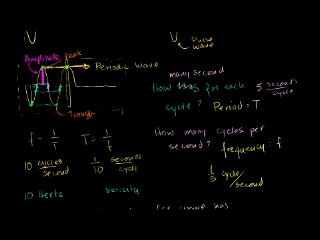 Pulse
wave
Amplitude
Peak
Periodic wave
Trough
many second
How for each 5 seconds/cycle
cycle? Period = T
How many cycles per
second? frequency = f
1/5 cycle/second
f = 1/T T = 1/f
10 cycles/second 1/10 seconds/cycle
10 Hertz velocity
has